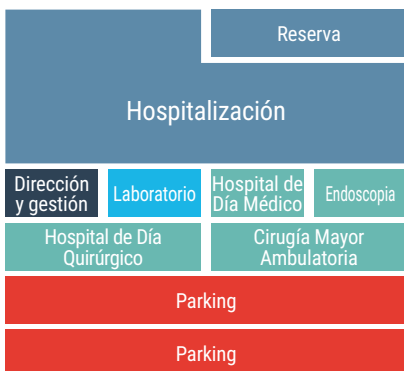 Reserva
Hospitalización
Dirección
y gestión
Laboratorio
Hospital de
Día Médico
Endoscopia
Hospital de Día
Quirúrgico
Cirugía Mayor
Ambulatoria
Parking
Parking